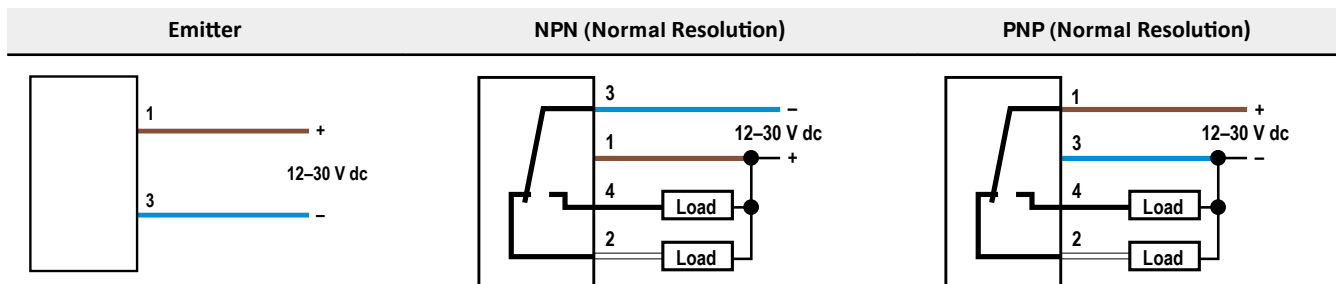 Emitter
NPN (Normal Resolution)
PNP (Normal Resolution)
1
+
12–30 V dc
3
–
3
–
12–30 V dc
1
+
4
Load
2
Load
1
+
12–30 V dc
3
–
4
Load
2
Load